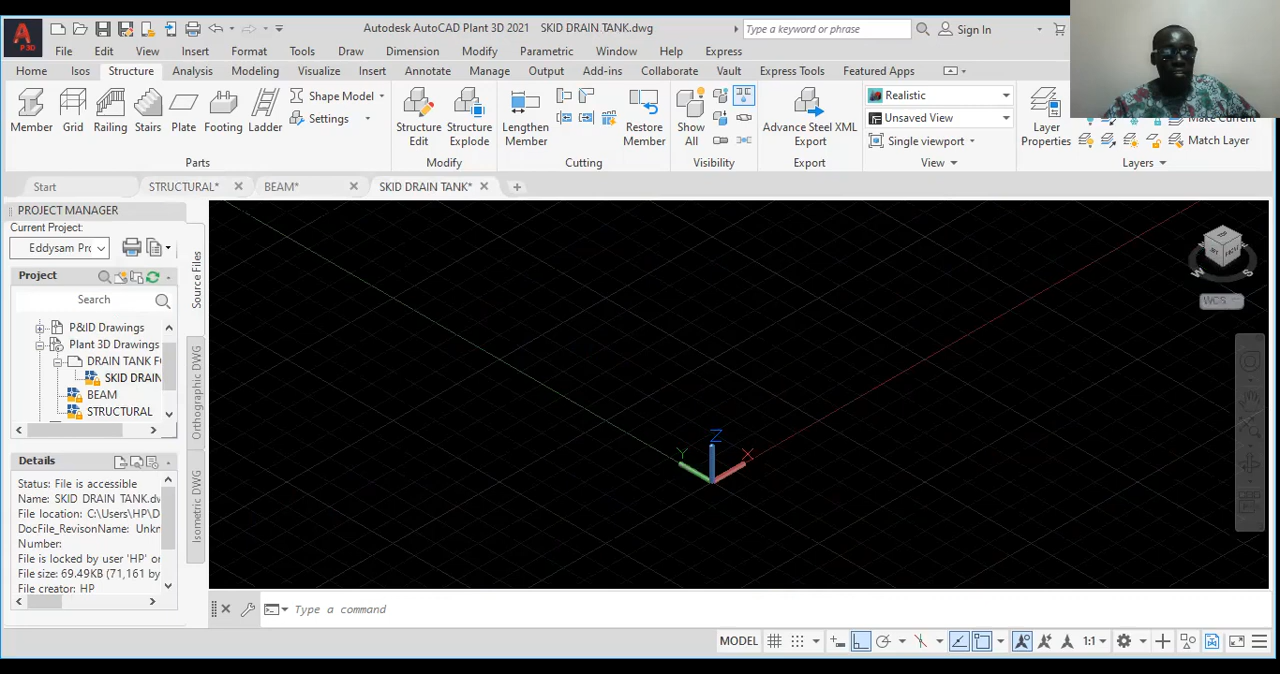 Autodesk AutoCAD Plant 3D 2021 SKID DRAIN TANK.dwg
Type a keyword or phrase
Sign In
A
P3D
File Edit View Insert Format Tools Draw Dimension Modify Parametric Window Help Express
Home Isos Structure Analysis Modeling Visualize Insert Annotate Manage Output Add-ins Collaborate Vault Express Tools Featured Apps
Shape Model
Realistic
Settings
Unsaved View
Make Current
Member Grid Railing Stairs Plate Footing Ladder
Structure Edit
Structure Explode
Lengthen Member
Restore Member
Show All
Advance Steel XML Export
Single viewport
Layer Properties
Match Layer
Parts Modify Cutting Visibility Export View Layers
Start STRUCTURAL* BEAM* SKID DRAIN TANK*
PROJECT MANAGER
Current Project:
Eddysam Prc
Project
Search
P&ID Drawings
Plant 3D Drawings
DRAIN TANK FO
SKID DRAIN
BEAM
STRUCTURAL
Source Files
Orthographic DWG
Isometric DWG
Details
Status: File is accessible
Name: SKID DRAIN TANK.dw
File location: C:\Users\HP\D
DocFile_RevisonName: Unkn
Number:
File is locked by user 'HP' or
File size: 69.49KB (71,161 by
File creator: HP
TOP
W
S
WCS
Z
Y
X
Type a command
MODEL
1:1